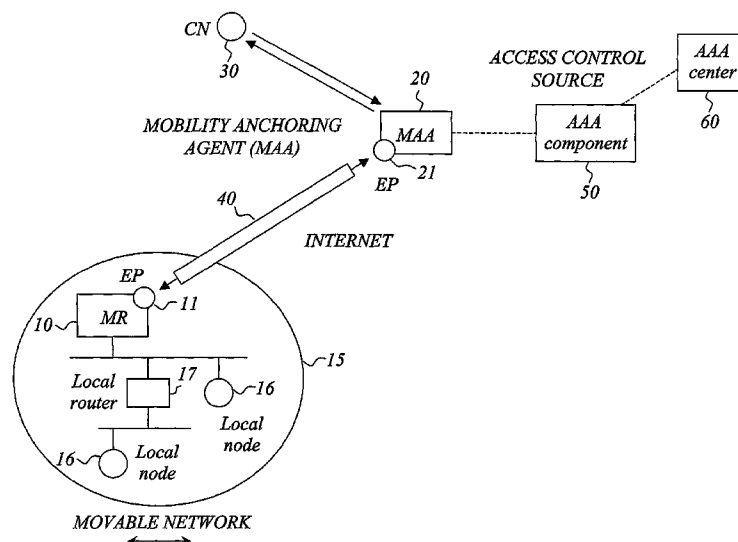 CN
30
ACCESS CONTROL
SOURCE
AAA
center
60
20
MAA
AAA
component
50
MOBILITY ANCHORING
AGENT (MAA)
21
EP
40
INTERNET
EP
11
10
MR
15
Local
router
17
16
Local
node
16
Local
node
MOVABLE NETWORK